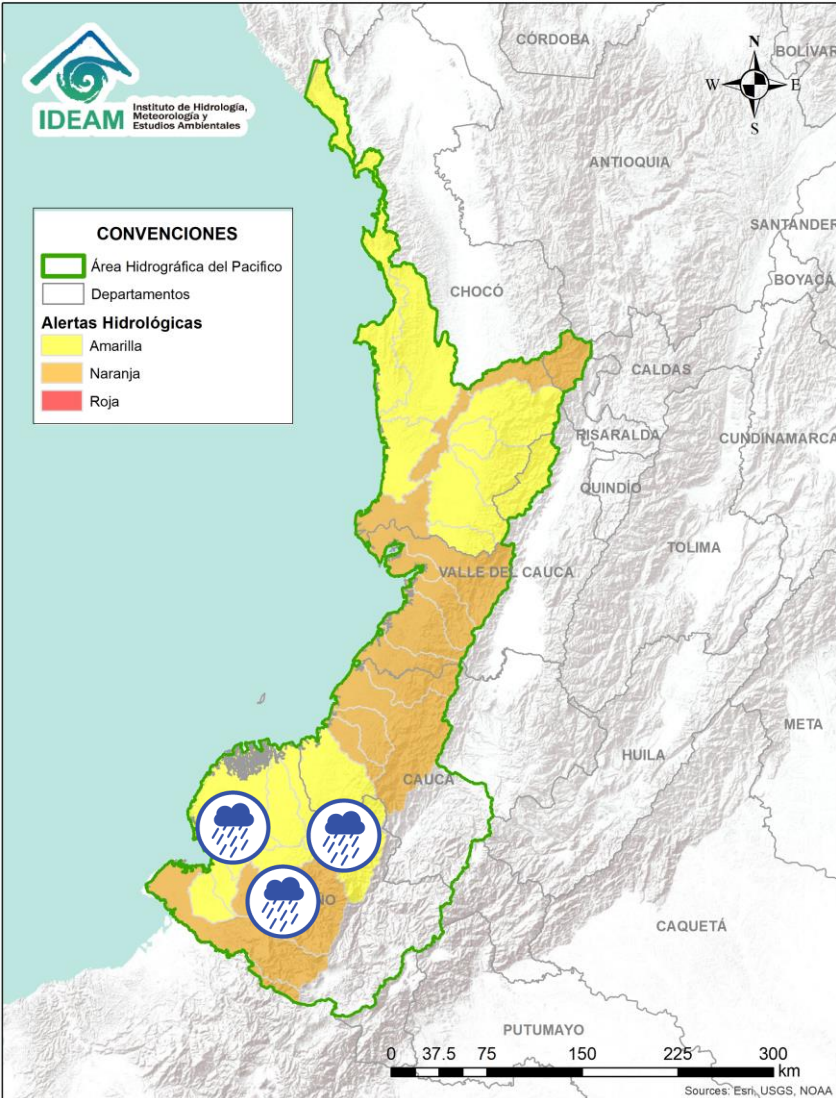 IDEAM
Instituto de Hidrología,
Meteorología y
Estudios Ambientales
CÓRDOBA
BOLÍVAR
N
W
E
S
ANTIOQUIA
SANTANDER
BOYACÁ
CONVENCIONES
Área Hidrográfica del Pacifico
Departamentos
Alertas Hidrológicas
Amarilla
Naranja
Roja
CHOCÓ
CALDAS
RISARALDA
CUNDINAMARCA
QUINDÍO
TOLIMA
VALLE DEL CAUCA
META
HUILA
CAUCA
ÑO
CAQUETÁ
PUTUMAYO
0 37.5 75 150 225 300
km
Sources: Esri, USGS, NOAA